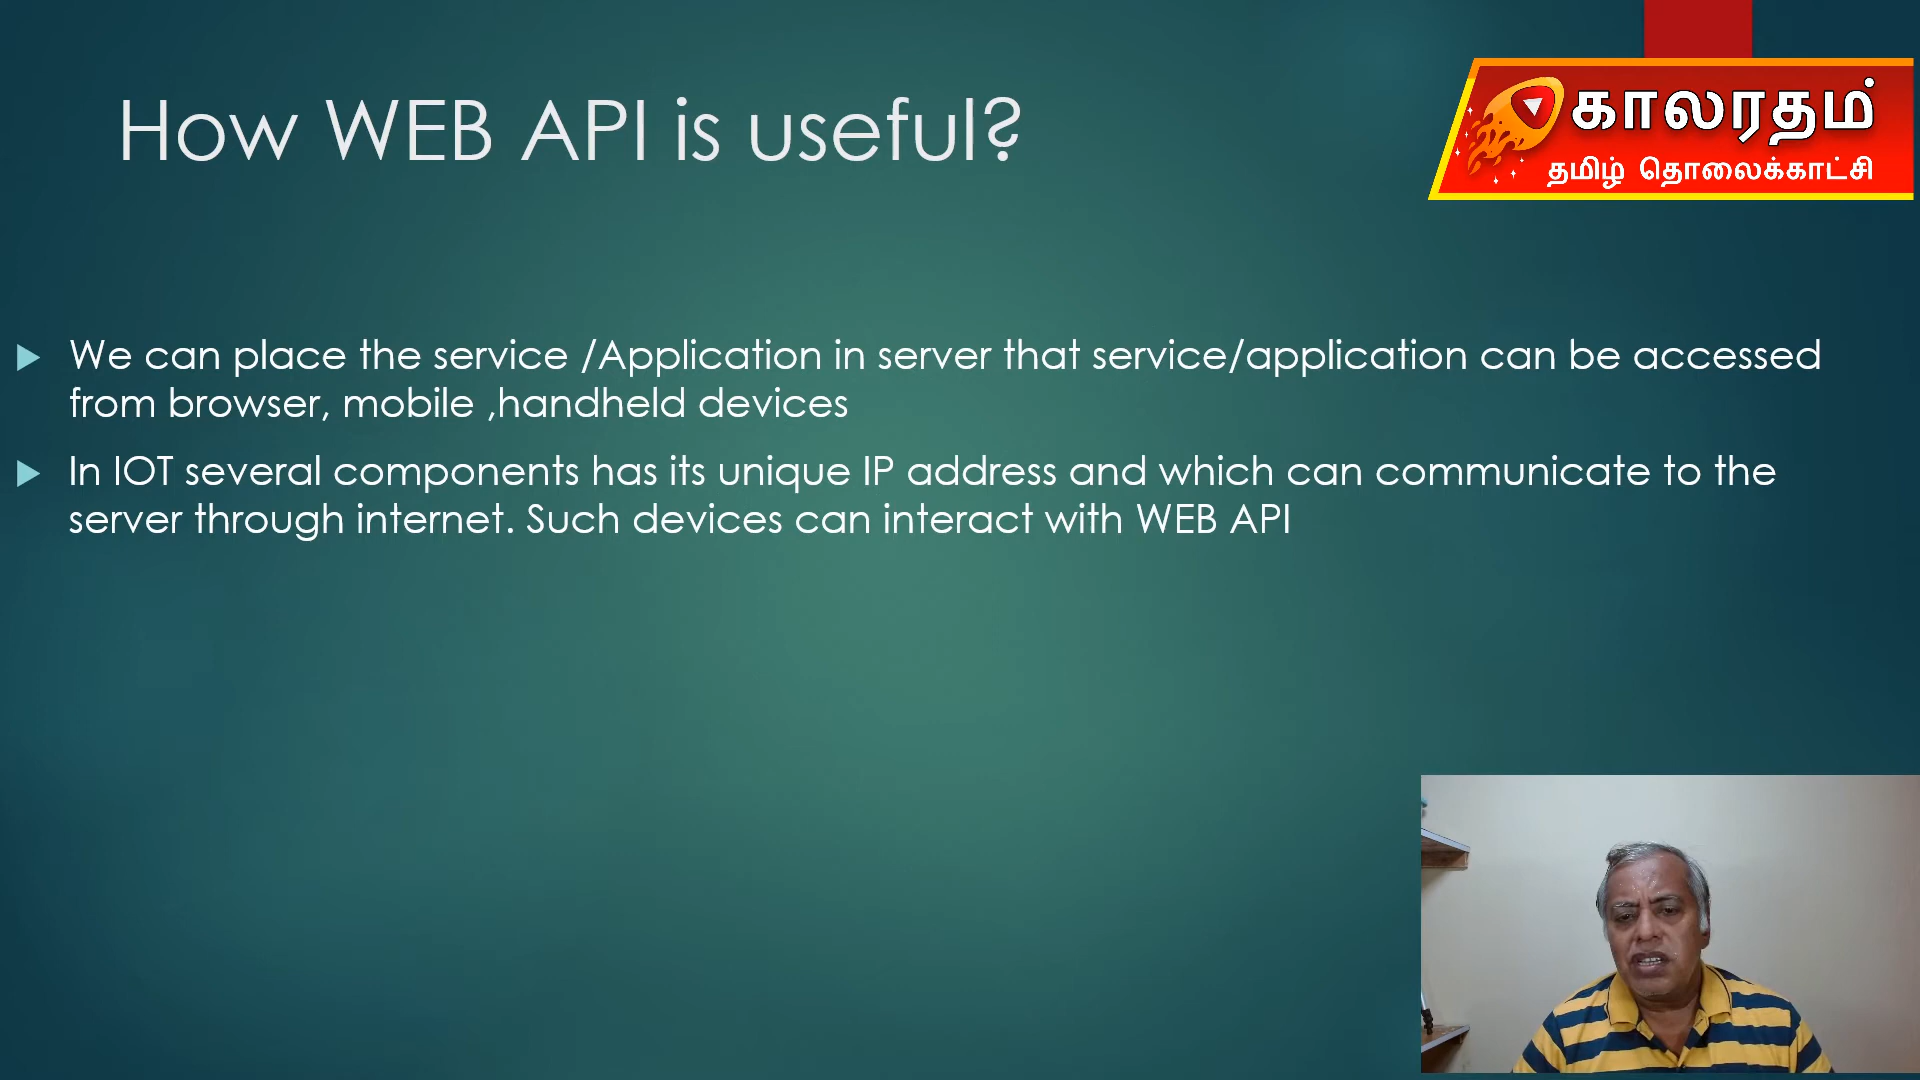 How WEB API is useful?
காலரதம்
தமிழ் தொலைக்காட்சி
We can place the service /Application in server that service/application can be accessed
from browser, mobile ,handheld devices
In IOT several components has its unique IP address and which can communicate to the
server through internet. Such devices can interact with WEB API